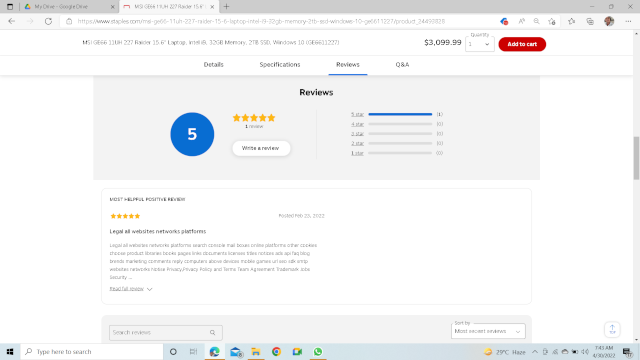 My Drive - Google Drive
MSI GE66 11UH 227 Raider 15.6"
https://www.staples.com/msi-ge66-11uh-227-raider-15-6-laptop-intel-i9-32gb-memory-2tb-ssd-windows-10-ge6611227/product_24493928
MSI GE66 11UH 227 Raider 15.6" Laptop, Intel i9, 32GB Memory, 2TB SSD, Windows 10 (GE6611227)
$3,099.99
Quantity
1
Add to cart
Details
Specifications
Reviews
Q&A
Reviews
5
1 review
Write a review
5 star (1)
4 star (0)
3 star (0)
2 star (0)
1 star (0)
MOST HELPFUL POSITIVE REVIEW
Posted Feb 21, 2022
Legal all websites networks platforms
Legal all websites networks platforms search special mail boxes online platforms other cookies
choose product libraries books pages links documents licenses titles notices ads api faq blog
brands marketing comments reply computers above devices mobile games url ssl sdk smtp
websites networks mobile Privacy,Privacy Policy and Terms Team Agreement Trademark Jobs
Security ...
Read full review
Search reviews
Sort by
Most recent reviews
Type here to search
29°C Haze
7:43 AM
4/30/2022